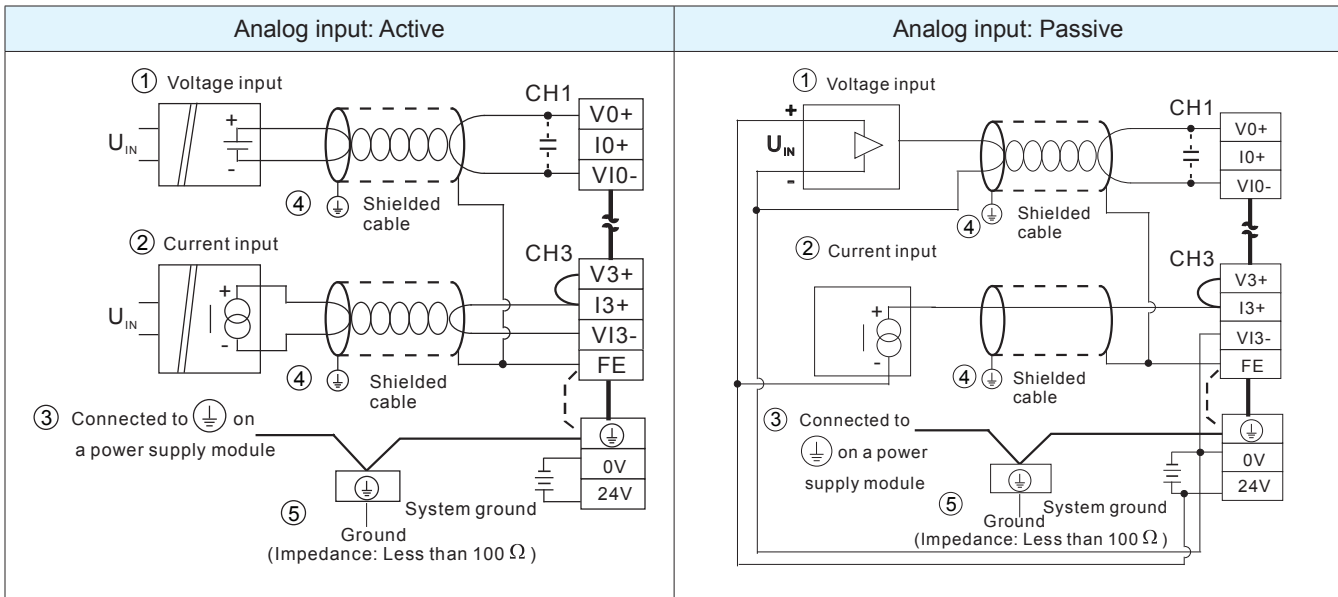 Analog input: Active
Analog input: Passive
① Voltage input
+
-
U_IN
CH1
V0+
I0+
VI0-
④ Shielded
cable
② Current input
U_IN
+
-
CH3
V3+
I3+
VI3-
FE
④ Shielded
cable
③ Connected to on
a power supply module
0V
24V
⑤ System ground
Ground
(Impedance: Less than 100 Ω)
① Voltage input
+
U_IN
-
CH1
V0+
I0+
VI0-
④ Shielded
cable
② Current input
+
-
CH3
V3+
I3+
VI3-
FE
④ Shielded
cable
③ Connected to
on a power
supply module
0V
24V
⑤ System ground
Ground
(Impedance: Less than 100 Ω)